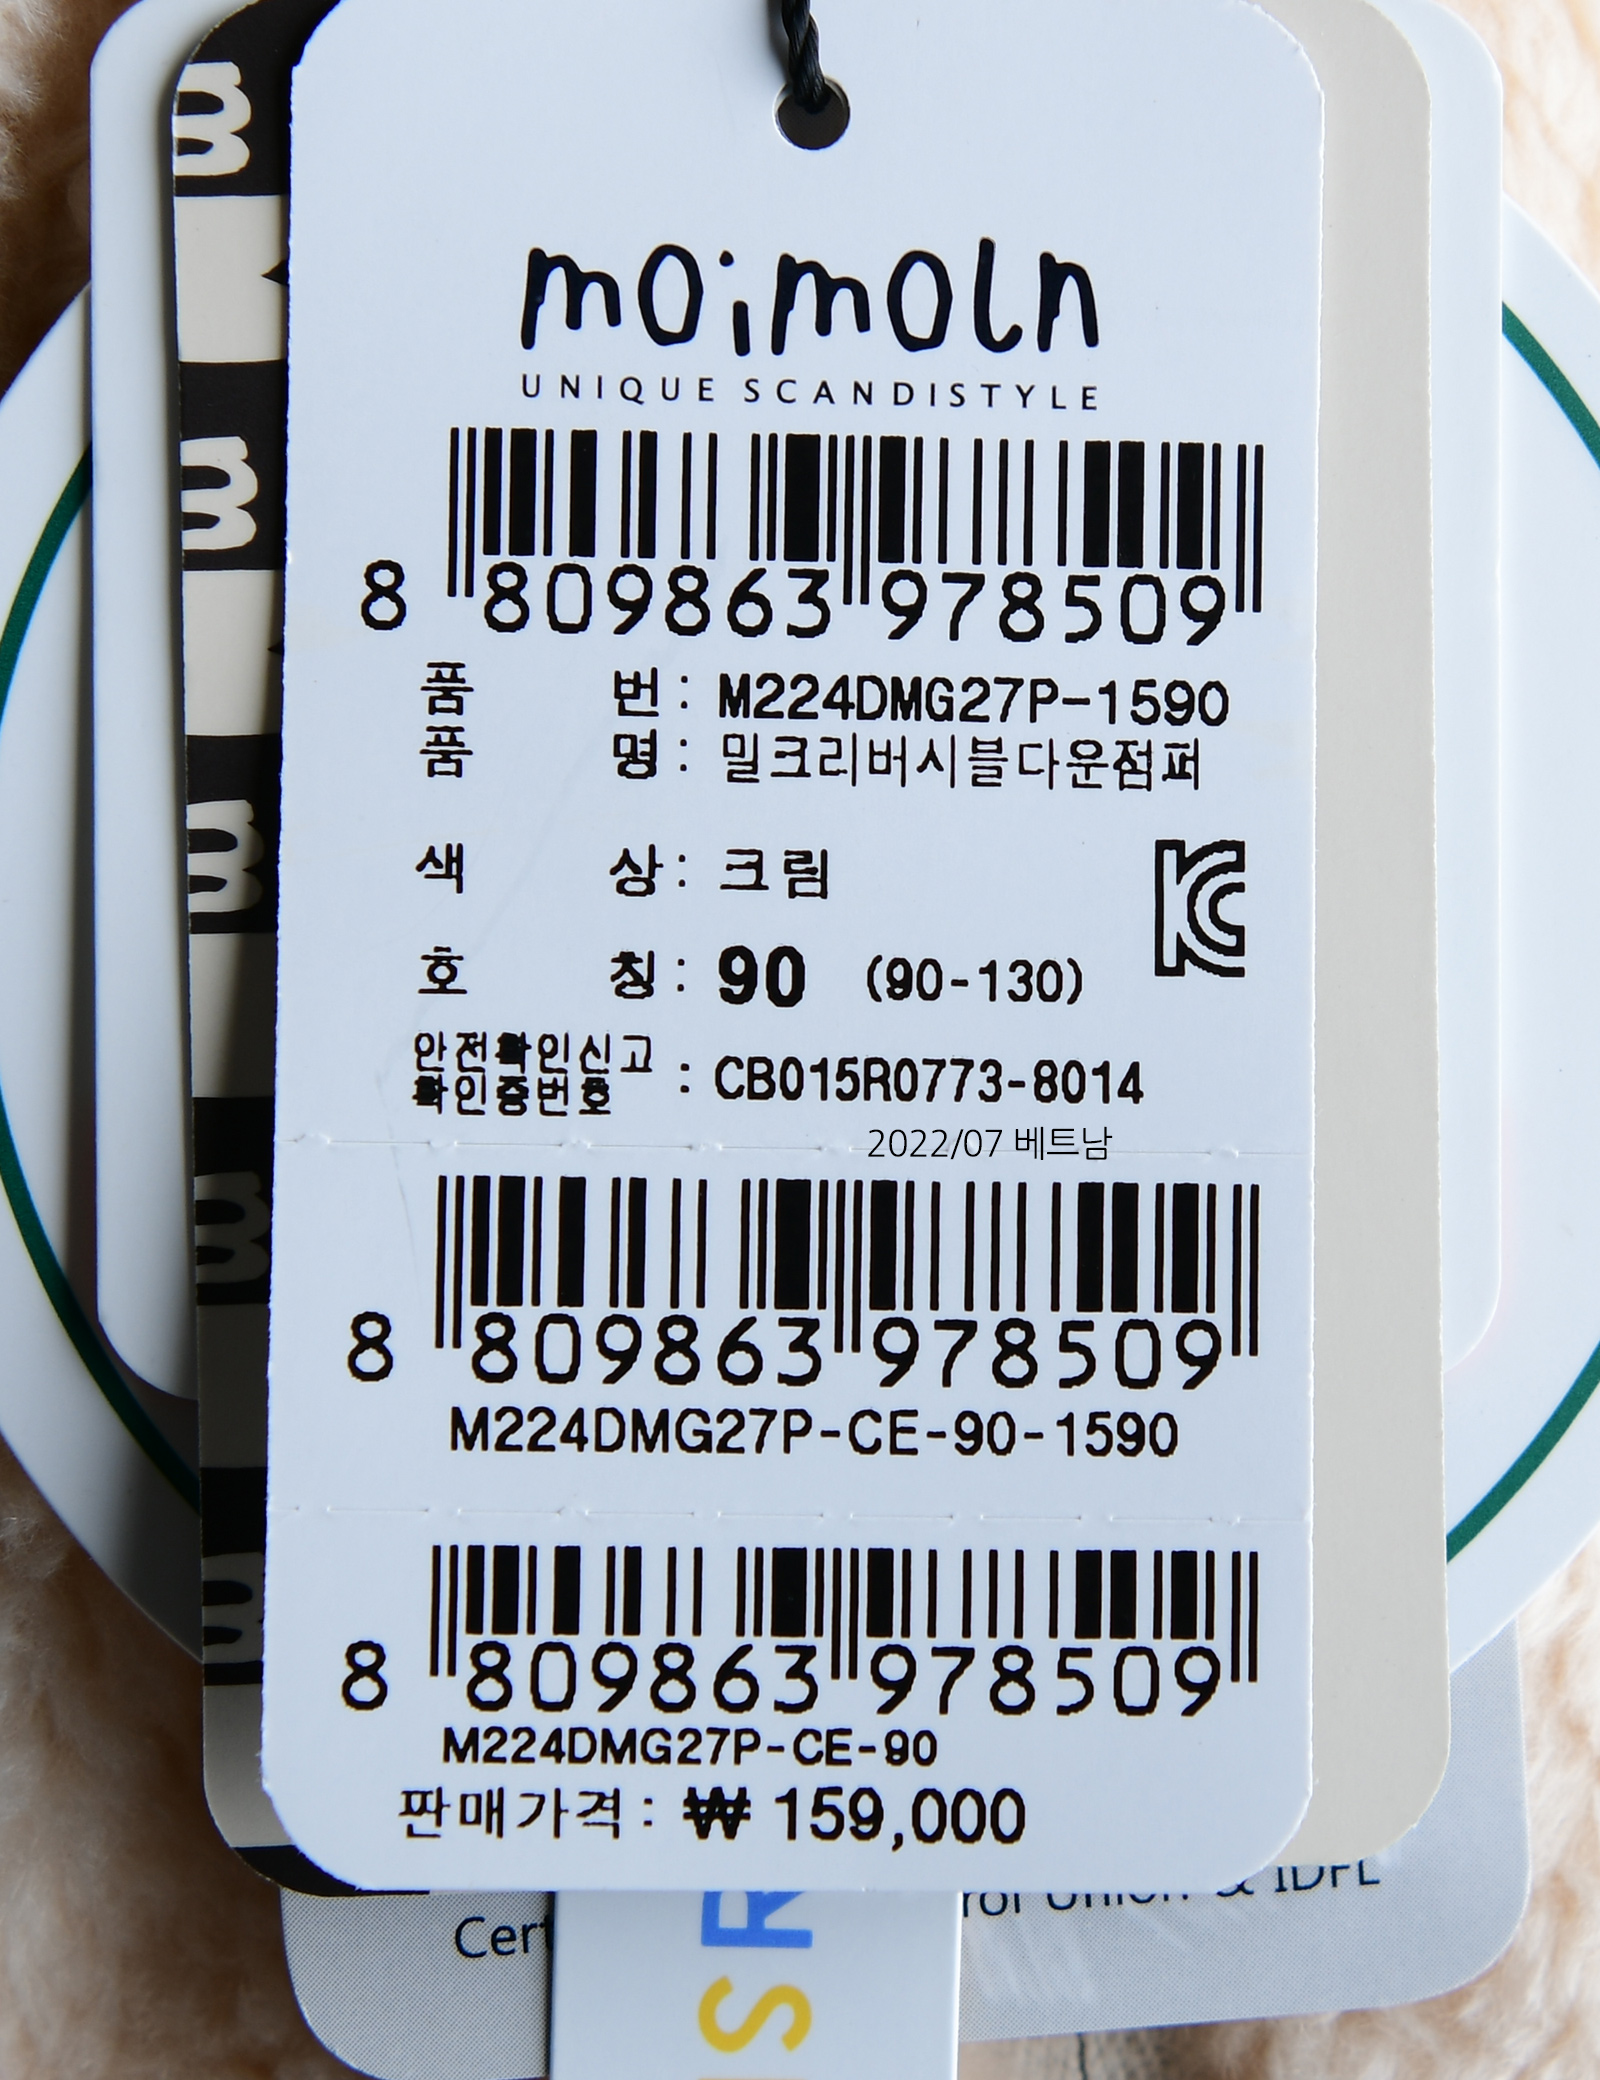 moimoln
UNIQUE SCANDISTYLE
8 809863 978509
품 번 : M224DMG27P-1590
품 명 : 밀크리버시블다운점퍼
색 상 : 크림
호 칭 : 90 (90-130)
안전확인신고
확인증번호 : CB015R0773-8014
2022/07 베트남
8 809863 978509
M224DMG27P-CE-90-1590
8 809863 978509
M224DMG27P-CE-90
판매가격 : ₩ 159,000
Cert
Union & IDFL
SR